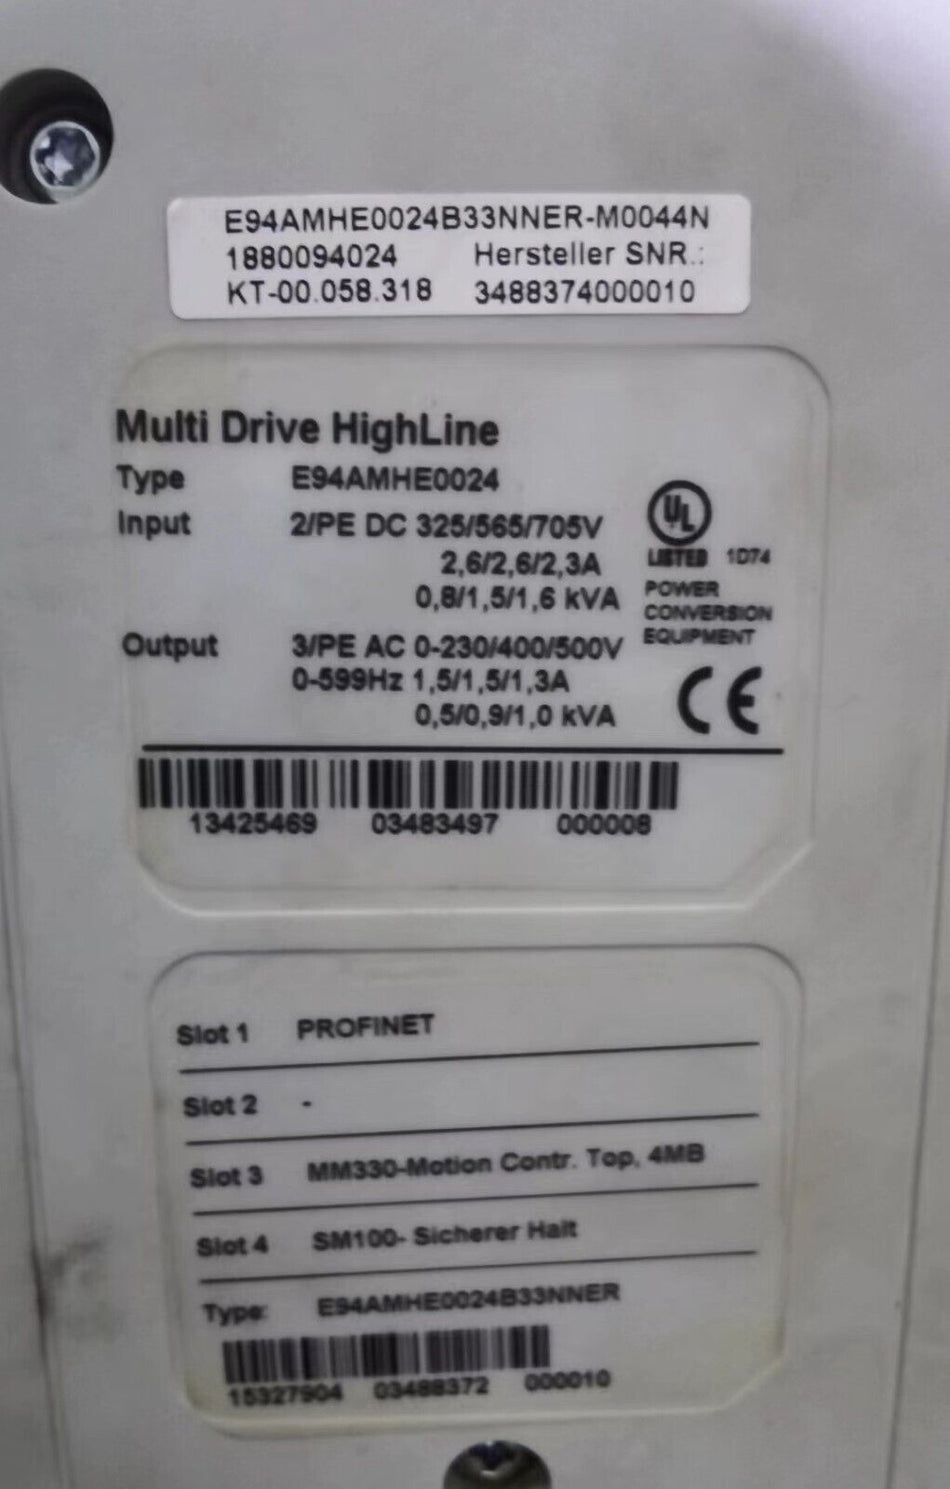 E94AMHE0024B33NNER-M0044N
1880094024 Hersteller SNR.:
KT-00.058.318 3488374000010
Multi Drive HighLine
Type E94AMHE0024
Input 2/PE DC 325/565/705V
2,6/2,6/2,3A
0,8/1,5/1,6 kVA
UL
LISTED 1D74
POWER
CONVERSION
EQUIPMENT
Output 3/PE AC 0-230/400/500V
0-599Hz 1,5/1,5/1,3A
0,5/0,9/1,0 kVA
CE
13425469 03483497 000008
Slot 1 PROFINET
Slot 2 -
Slot 3 MM330-Motion Contr. Top, 4MB
Slot 4 SM100- Sicherer Halt
Type: E94AMHE0024B33NNER
15327904 03488372 000010